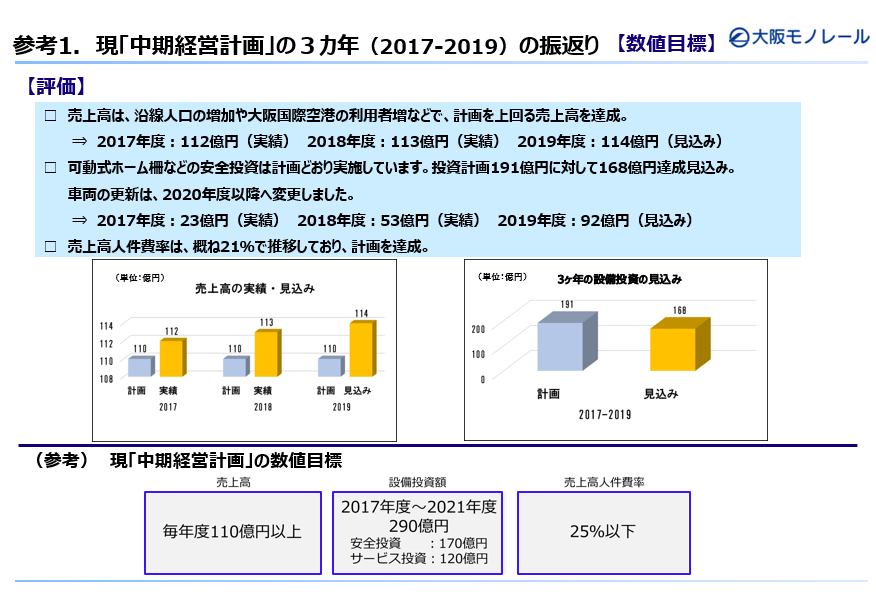 参考1. 現「中期経営計画」の３カ年（2017-2019）の振返り【数値目標】
大阪モノレール
【評価】
□ 売上高は、沿線人口の増加や大阪国際空港の利用者増などで、計画を上回る売上高を達成。
⇒ 2017年度：112億円（実績） 2018年度：113億円（実績） 2019年度：114億円（見込み）
□ 可動式ホーム柵などの安全投資は計画どおり実施しています。投資計画191億円に対して168億円達成見込み。
車両の更新は、2020年度以降へ変更しました。
⇒ 2017年度：23億円（実績） 2018年度：53億円（実績） 2019年度：92億円（見込み）
□ 売上高人件費率は、概ね21%で推移しており、計画を達成。
（単位：億円）
売上高の実績・見込み
114
112
110
108
110 112 110 113 110 114
計画 実績 計画 実績 計画 見込み
2017 2018 2019
（単位：億円）
3ヶ年の設備投資の見込み
200
100
0
191 168
計画 見込み
2017-2019
（参考） 現「中期経営計画」の数値目標
売上高 設備投資額 売上高人件費率
毎年度110億円以上
2017年度～2021年度
290億円
安全投資 ：170億円
サービス投資：120億円
25%以下